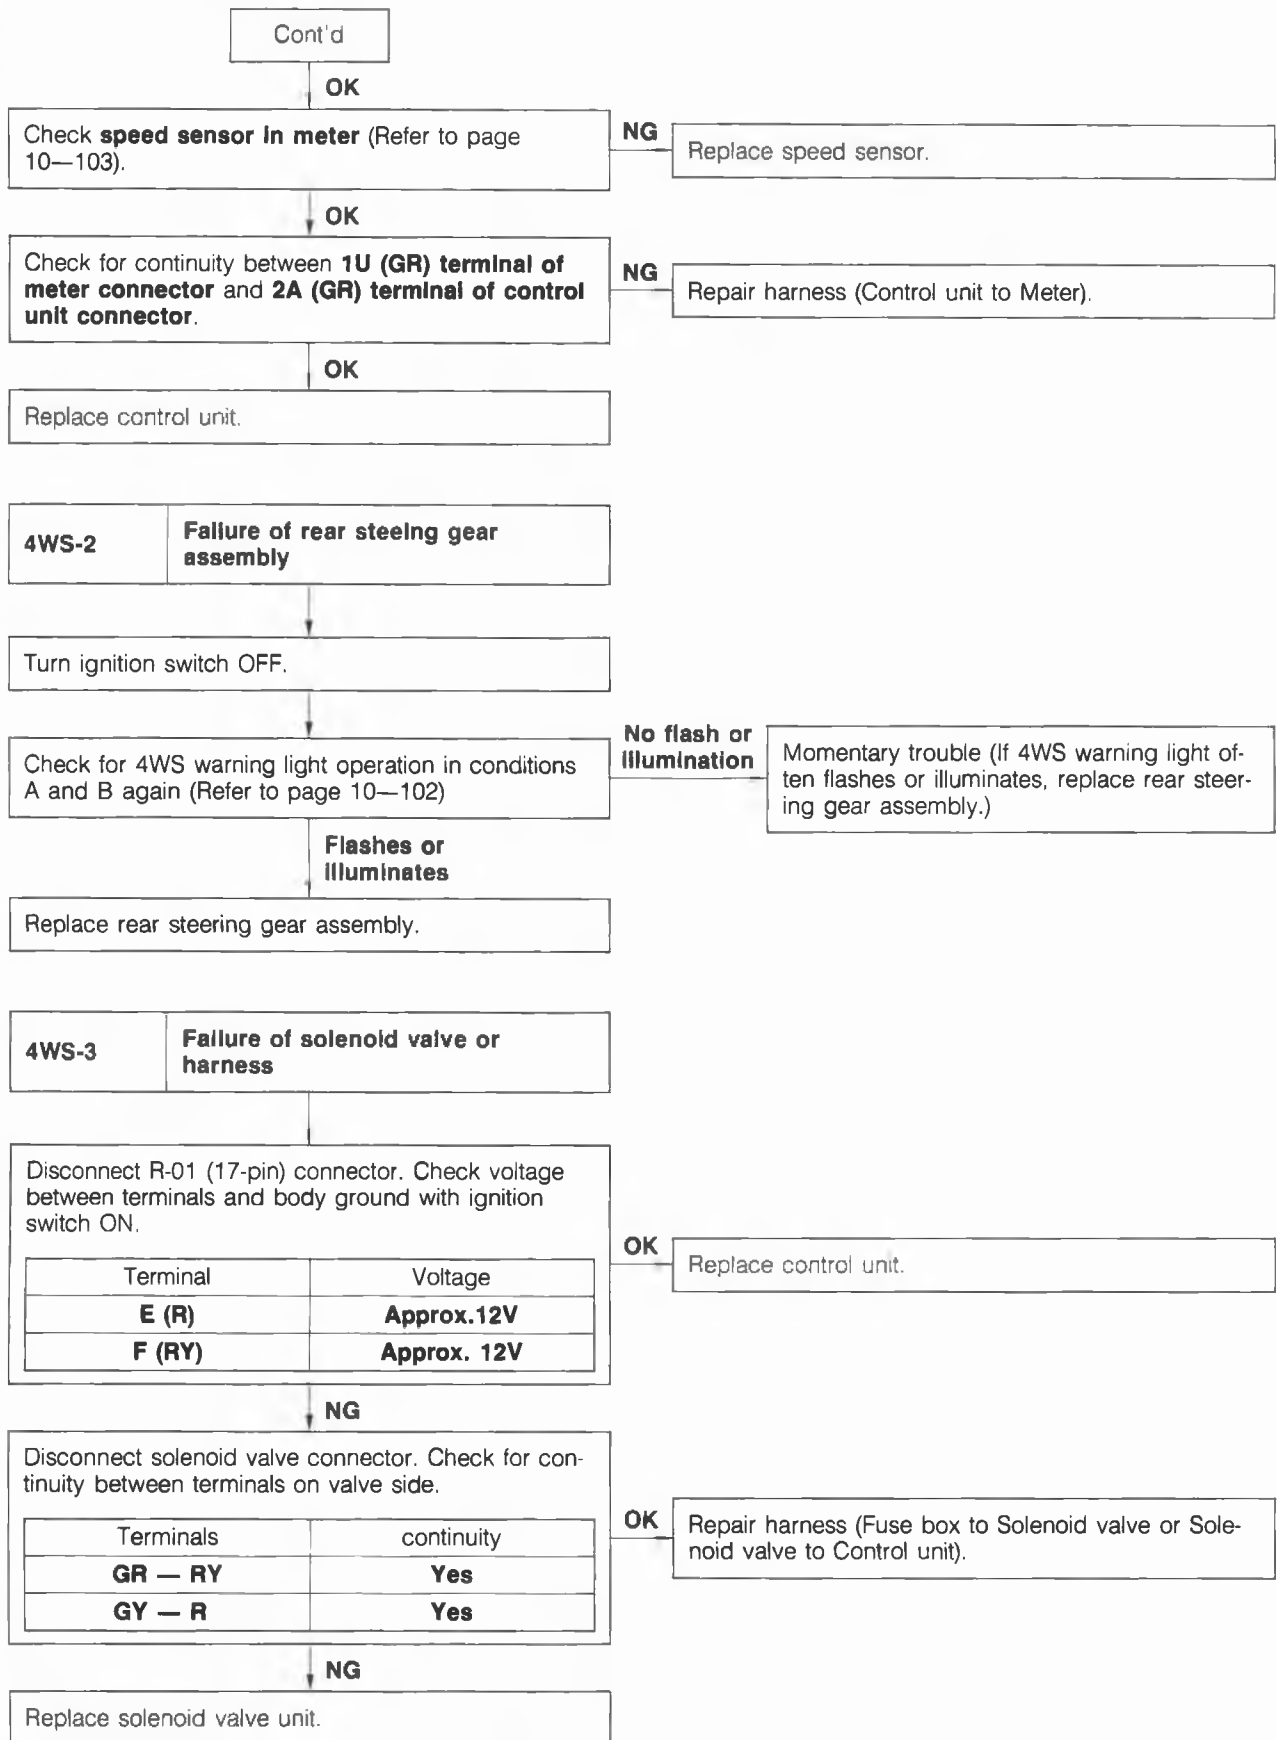 Cont'd
OK
Check speed sensor in meter (Refer to page
10—103).
NG
Replace speed sensor.
OK
Check for continuity between 1U (GR) terminal of
meter connector and 2A (GR) terminal of control
unit connector.
NG
Repair harness (Control unit to Meter).
OK
Replace control unit.
4WS-2
Failure of rear steeing gear
assembly
Turn ignition switch OFF.
Check for 4WS warning light operation in conditions
A and B again (Refer to page 10—102)
No flash or
illumination
Momentary trouble (If 4WS warning light of-
ten flashes or illuminates, replace rear steer-
ing gear assembly.)
Flashes or
illuminates
Replace rear steering gear assembly.
4WS-3
Failure of solenoid valve or
harness
Disconnect R-01 (17-pin) connector. Check voltage
between terminals and body ground with ignition
switch ON.
Terminal Voltage
E (R) Approx.12V
F (RY) Approx. 12V
OK
Replace control unit.
NG
Disconnect solenoid valve connector. Check for con-
tinuity between terminals on valve side.
Terminals continuity
GR — RY Yes
GY — R Yes
OK
Repair harness (Fuse box to Solenoid valve or Sole-
noid valve to Control unit).
NG
Replace solenoid valve unit.